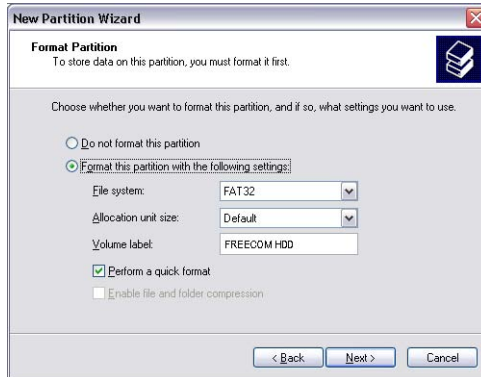 New Partition Wizard
Format Partition
To store data on this partition, you must format it first.
Choose whether you want to format this partition, and if so, what settings you want to use.
Do not format this partition
Format this partition with the following settings:
File system: FAT32
Allocation unit size: Default
Volume label: FREECOM HDD
Perform a quick format
Enable file and folder compression
< Back Next > Cancel